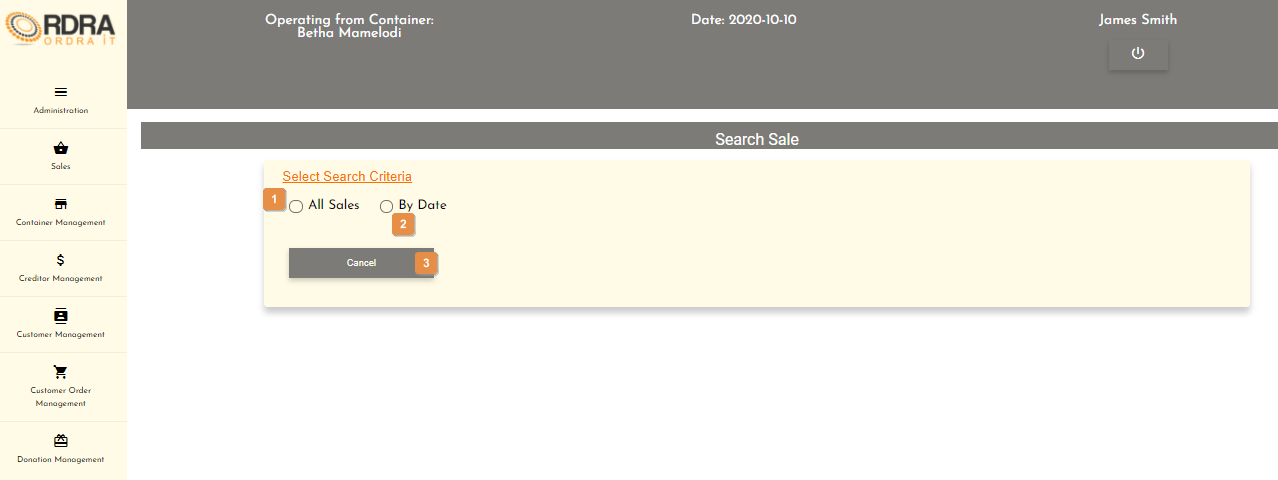 RDRA
ORDRA IT
Operating from Container:
Betha Mamelodi
Date: 2020-10-10
James Smith
Administration
Sales
Container Management
Creditor Management
Customer Management
Customer Order
Management
Donation Management
Search Sale
Select Search Criteria
1
All Sales
By Date
2
Cancel
3